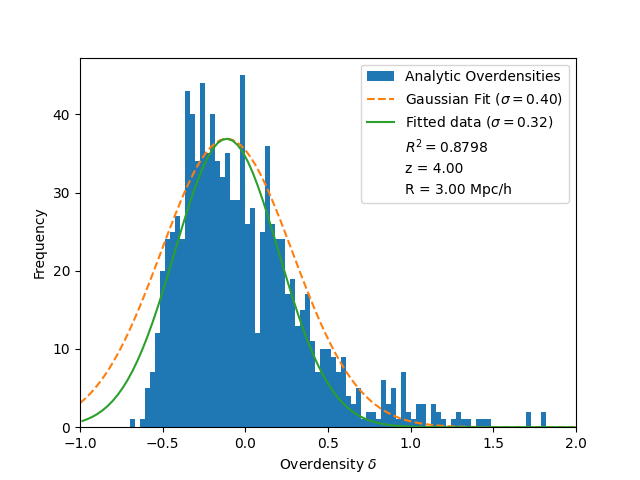 Analytic Overdensities
Gaussian Fit (σ = 0.40)
Fitted data (σ = 0.32)
R² = 0.8798
z = 4.00
R = 3.00 Mpc/h
40
30
20
10
0
Frequency
−1.0 −0.5 0.0 0.5 1.0 1.5 2.0
Overdensity δ